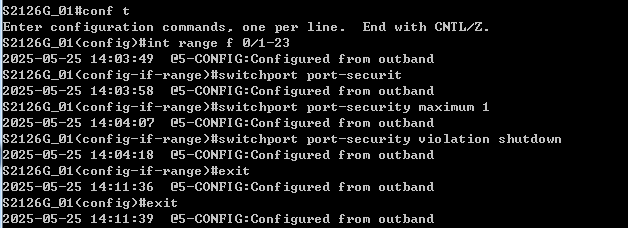 S2126G_01#conf t
Enter configuration commands, one per line.  End with CNTL/Z.
S2126G_01(config)#int range f 0/1-23
2025-05-25 14:03:49  @5-CONFIG:Configured from outband
S2126G_01(config-if-range)#switchport port-securit
2025-05-25 14:03:58  @5-CONFIG:Configured from outband
S2126G_01(config-if-range)#switchport port-security maximum 1
2025-05-25 14:04:07  @5-CONFIG:Configured from outband
S2126G_01(config-if-range)#switchport port-security violation shutdown
2025-05-25 14:04:18  @5-CONFIG:Configured from outband
S2126G_01(config-if-range)#exit
2025-05-25 14:11:36  @5-CONFIG:Configured from outband
S2126G_01(config)#exit
2025-05-25 14:11:39  @5-CONFIG:Configured from outband